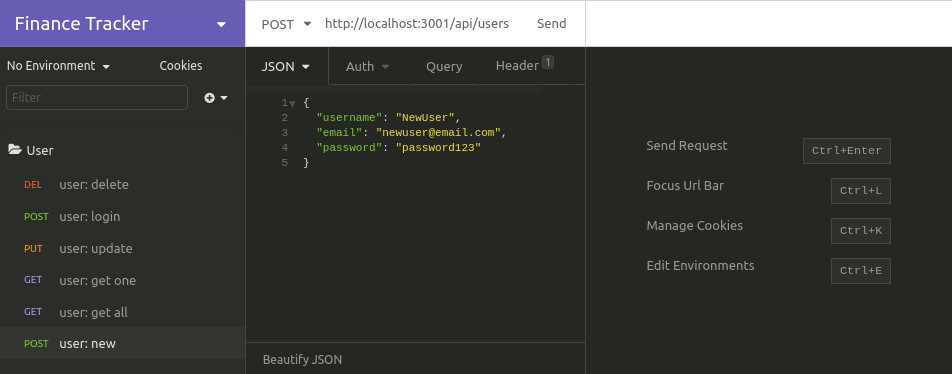 Finance Tracker
POST http://localhost:3001/api/users Send
No Environment Cookies
JSON Auth Query Header 1
Filter
1 {
2 "username": "NewUser",
3 "email": "newuser@email.com",
4 "password": "password123"
5 }
User
DEL user: delete
POST user: login
PUT user: update
GET user: get one
GET user: get all
POST user: new
Beautify JSON
Send Request Ctrl+Enter
Focus Url Bar Ctrl+L
Manage Cookies Ctrl+K
Edit Environments Ctrl+E